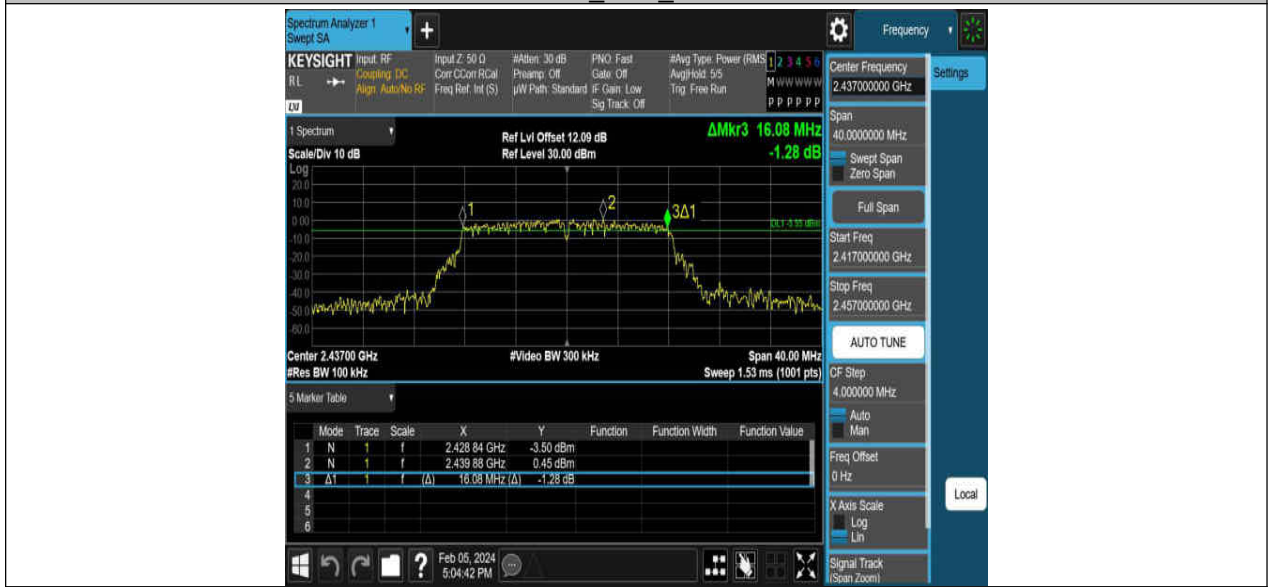 Spectrum Analyzer 1
Swept SA
+
Frequency
KEYSIGHT
RL
LXI
Input: RF
Coupling: DC
Align: Auto/No RF
Input Z: 50 Ω
Corr CCorr RCal
Freq Ref: Int (S)
#Atten: 30 dB
Preamp: Off
µW Path: Standard
PNO: Fast
Gate: Off
IF Gain: Low
Sig Track: Off
#Avg Type: Power (RMS
Avg|Hold: 5/5
Trig: Free Run
1 2 3 4 5 6
M W W W W W
P P P P P P
Center Frequency
2.437000000 GHz
Settings
Span
40.0000000 MHz
Swept Span
Zero Span
Full Span
Start Freq
2.417000000 GHz
Stop Freq
2.457000000 GHz
AUTO TUNE
CF Step
4.000000 MHz
Auto
Man
Freq Offset
0 Hz
X Axis Scale
Log
Lin
Signal Track
(Span Zoom)
Local
1 Spectrum
Scale/Div 10 dB
Ref Lvl Offset 12.09 dB
Ref Level 30.00 dBm
ΔMkr3 16.08 MHz
-1.28 dB
Log
20.0
10.0
0.00
-10.0
-20.0
-30.0
-40.0
-50.0
-60.0
1
2
3Δ1
Center 2.43700 GHz
#Res BW 100 kHz
#Video BW 300 kHz
Span 40.00 MHz
Sweep 1.53 ms (1001 pts)
5 Marker Table
Mode Trace Scale X Y Function Function Width Function Value
1 N 1 f 2.428 84 GHz -3.50 dBm
2 N 1 f 2.439 88 GHz 0.45 dBm
3 Δ1 1 f (Δ) 16.08 MHz (Δ) -1.28 dB
4
5
6
?
Feb 05, 2024
5:04:42 PM